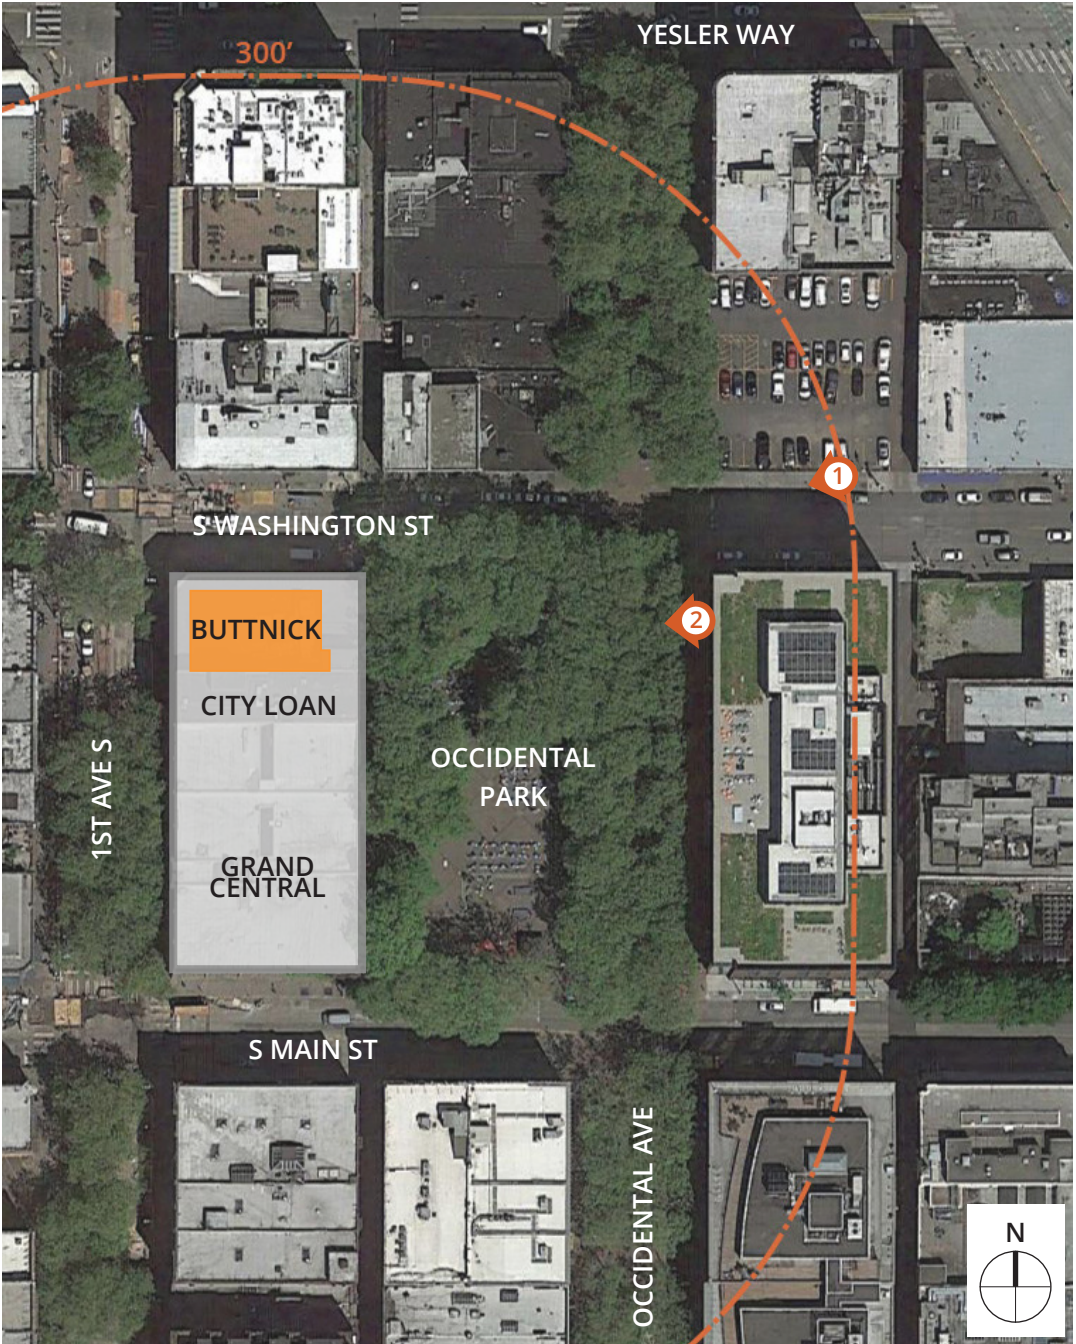 YESLER WAY
300'
1
S WASHINGTON ST
2
BUTTNICK
CITY LOAN
OCCIDENTAL
PARK
1ST AVE S
GRAND
CENTRAL
S MAIN ST
OCCIDENTAL AVE
N